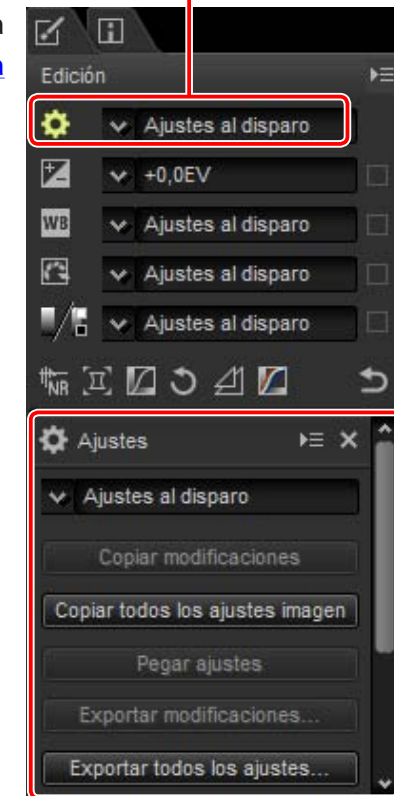 n
n
Edición
Ajustes al disparo
+0,0EV
WB Ajustes al disparo
Ajustes al disparo
Ajustes al disparo
NR
Ajustes
Ajustes al disparo
Copiar modificaciones
Copiar todos los ajustes imagen
Pegar ajustes
Exportar modificaciones...
Exportar todos los ajustes...